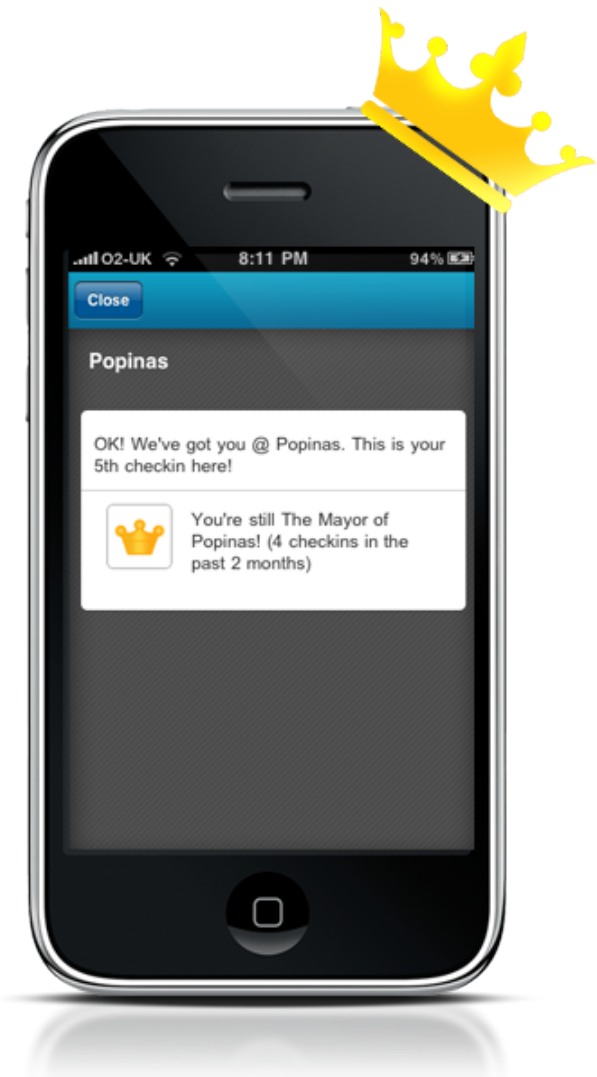 O2-UK 8:11 PM 94%
Close
Popinas
OK! We've got you @ Popinas. This is your
5th checkin here!
You're still The Mayor of
Popinas! (4 checkins in the
past 2 months)